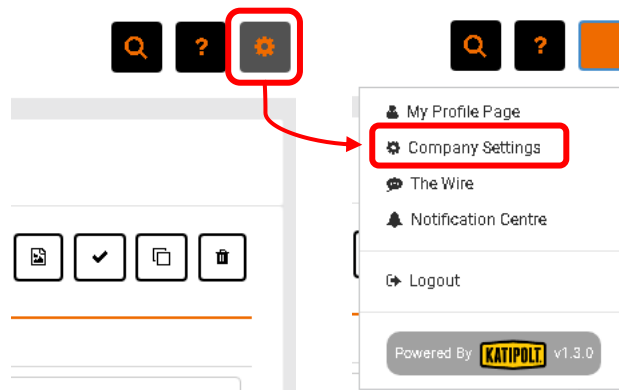 ?
?
My Profile Page
Company Settings
The Wire
Notification Centre
Logout
Powered By KATIPOLT. v1.3.0